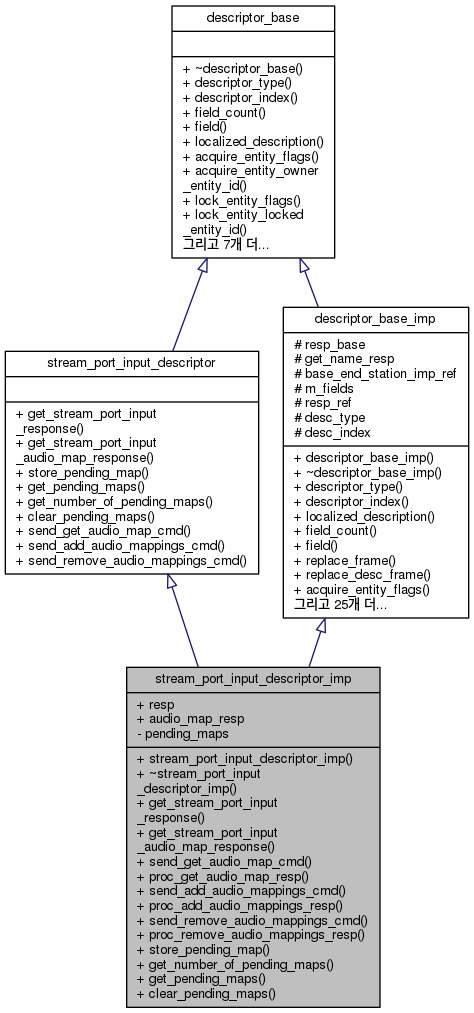 descriptor_base
+ ~descriptor_base()
+ descriptor_type()
+ descriptor_index()
+ field_count()
+ field()
+ localized_description()
+ acquire_entity_flags()
+ acquire_entity_owner
_entity_id()
+ lock_entity_flags()
+ lock_entity_locked
_entity_id()
그리고 7개 더...
descriptor_base_imp
# resp_base
# get_name_resp
# base_end_station_imp_ref
# m_fields
# resp_ref
# desc_type
# desc_index
+ descriptor_base_imp()
+ ~descriptor_base_imp()
+ descriptor_type()
+ descriptor_index()
+ localized_description()
+ field_count()
+ field()
+ replace_frame()
+ replace_desc_frame()
+ acquire_entity_flags()
그리고 25개 더...
stream_port_input_descriptor
+ get_stream_port_input
_response()
+ get_stream_port_input
_audio_map_response()
+ store_pending_map()
+ get_pending_maps()
+ get_number_of_pending_maps()
+ clear_pending_maps()
+ send_get_audio_map_cmd()
+ send_add_audio_mappings_cmd()
+ send_remove_audio_mappings_cmd()
stream_port_input_descriptor_imp
+ resp
+ audio_map_resp
- pending_maps
+ stream_port_input_descriptor_imp()
+ ~stream_port_input
_descriptor_imp()
+ get_stream_port_input
_response()
+ get_stream_port_input
_audio_map_response()
+ send_get_audio_map_cmd()
+ proc_get_audio_map_resp()
+ send_add_audio_mappings_cmd()
+ proc_add_audio_mappings_resp()
+ send_remove_audio_mappings_cmd()
+ proc_remove_audio_mappings_resp()
+ store_pending_map()
+ get_number_of_pending_maps()
+ get_pending_maps()
+ clear_pending_maps()